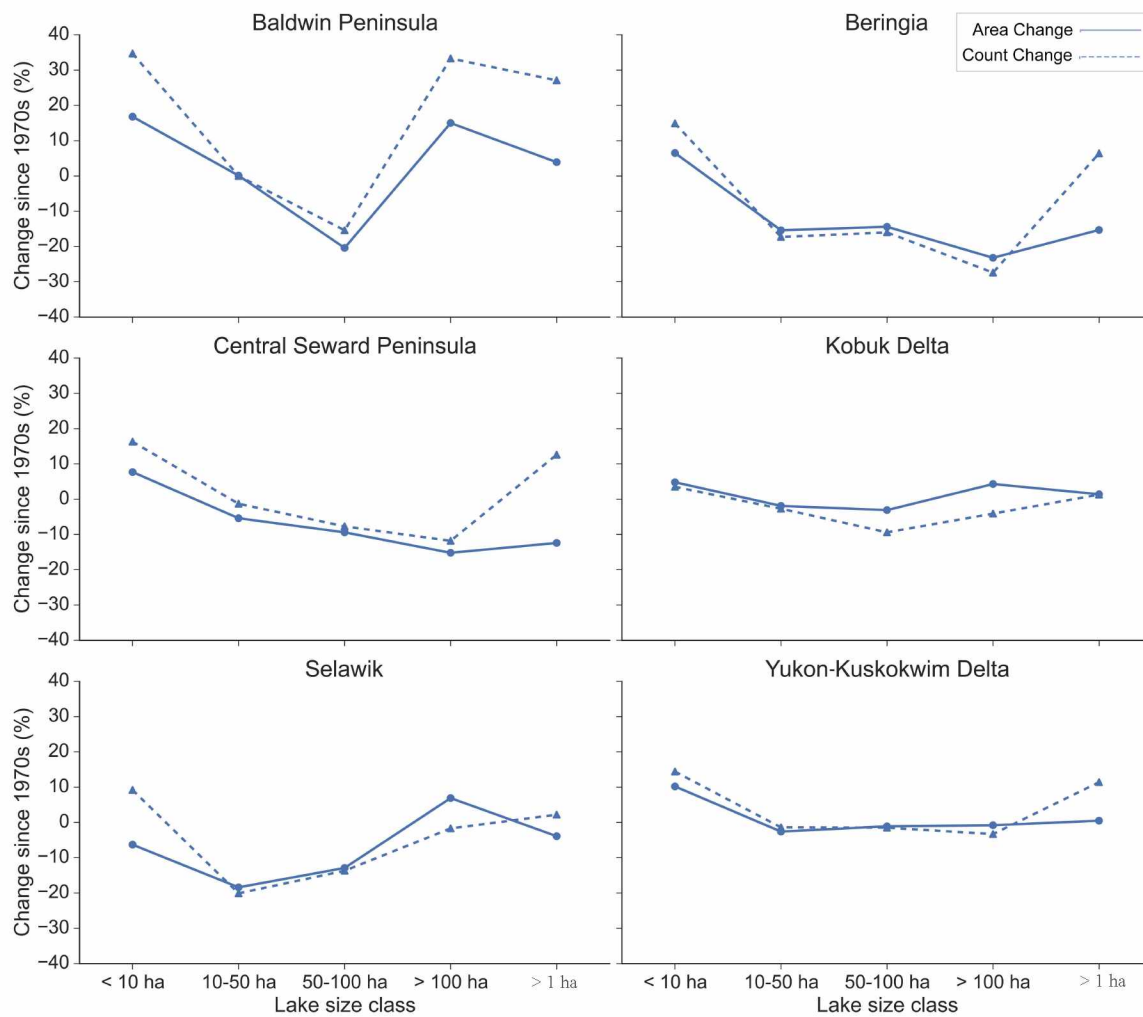 Baldwin Peninsula
Beringia
Area Change
Count Change
Change since 1970s (%)
40
30
20
10
0
−10
−20
−30
−40
Central Seward Peninsula
Kobuk Delta
Change since 1970s (%)
40
30
20
10
0
−10
−20
−30
−40
Selawik
Yukon-Kuskokwim Delta
Change since 1970s (%)
40
30
20
10
0
−10
−20
−30
−40
< 10 ha 10-50 ha 50-100 ha > 100 ha > 1 ha
Lake size class
< 10 ha 10-50 ha 50-100 ha > 100 ha > 1 ha
Lake size class